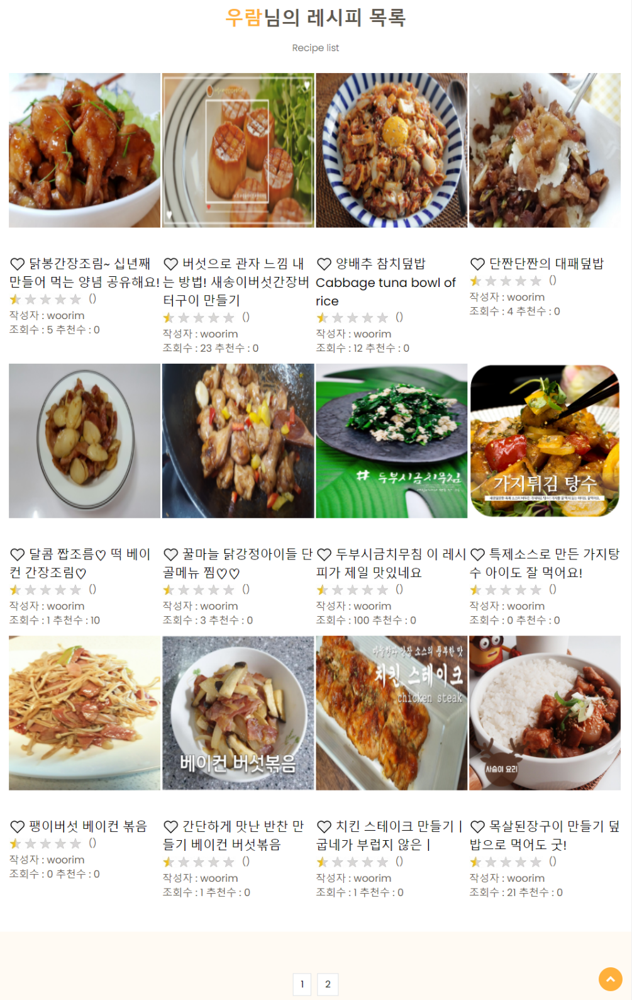 우람님의 레시피 목록
Recipe list
닭봉간장조림~ 십년째
만들어 먹는 양념 공유해요!
()
작성자 : woorim
조회수 : 5 추천수 : 0
버섯으로 관자 느낌 내
는 방법! 새송이버섯간장버
터구이 만들기
()
작성자 : woorim
조회수 : 23 추천수 : 0
양배추 참치덮밥
Cabbage tuna bowl of
rice
()
작성자 : woorim
조회수 : 12 추천수 : 0
단짠단짠의 대패덮밥
()
작성자 : woorim
조회수 : 4 추천수 : 0
# 두부시금치무침
가지튀김 탕수
달콤 짭조름♡ 떡 베이
컨 간장조림♡
()
작성자 : woorim
조회수 : 1 추천수 : 10
꿀마늘 닭강정아이들 단
골메뉴 찜♡♡
()
작성자 : woorim
조회수 : 3 추천수 : 0
두부시금치무침 이 레시
피가 제일 맛있네요
()
작성자 : woorim
조회수 : 100 추천수 : 0
특제소스로 만든 가지탕
수 아이도 잘 먹어요!
()
작성자 : woorim
조회수 : 0 추천수 : 0
베이컨 버섯볶음
마늘향과 간장 소스의 풍부한 맛
치킨 스테이크
chicken steak
사슴이 요리
팽이버섯 베이컨 볶음
()
작성자 : woorim
조회수 : 0 추천수 : 0
간단하게 맛난 반찬 만
들기 베이컨 버섯볶음
()
작성자 : woorim
조회수 : 1 추천수 : 0
치킨 스테이크 만들기ㅣ
굽네가 부럽지 않은ㅣ
()
작성자 : woorim
조회수 : 1 추천수 : 0
목살된장구이 만들기 덮
밥으로 먹어도 굿!
()
작성자 : woorim
조회수 : 21 추천수 : 0
1 2